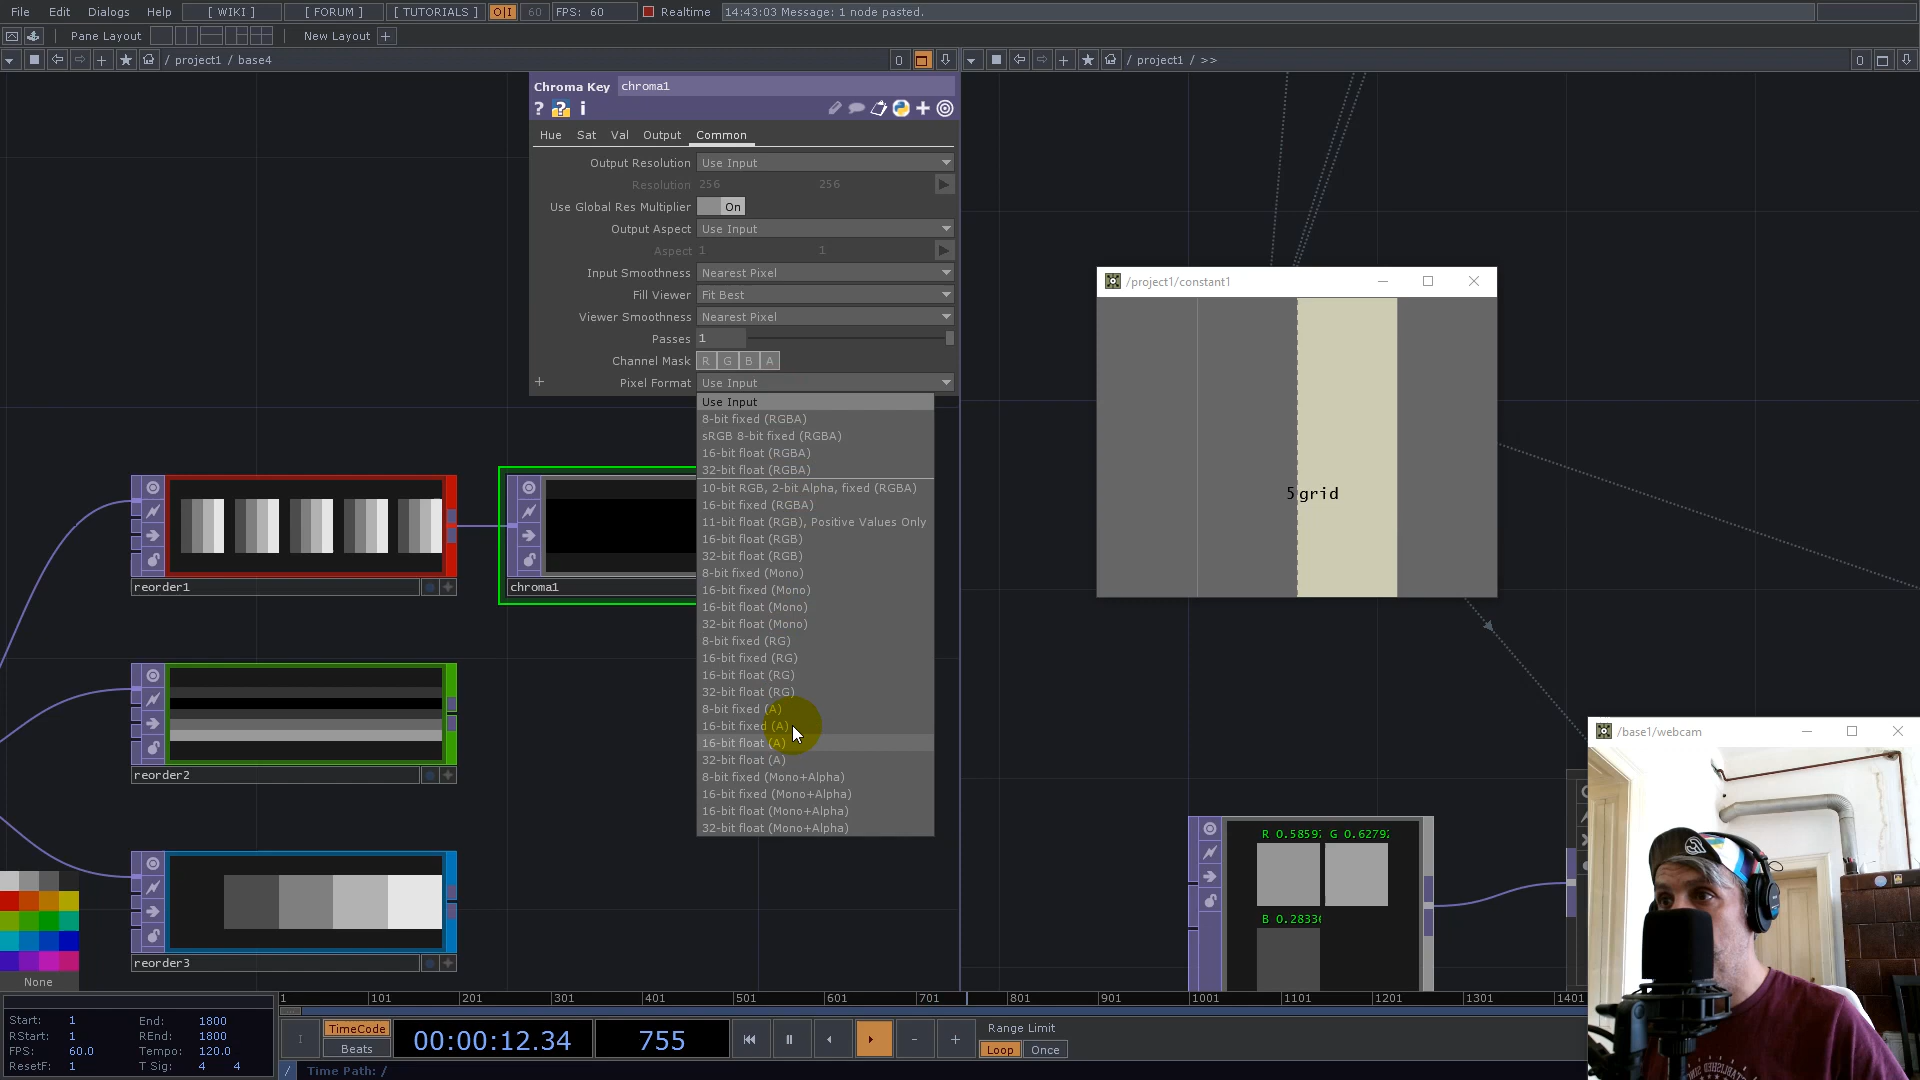 File Edit Dialogs Help [ WIKI ] [ FORUM ] [ TUTORIALS ] O|I 60 FPS: 60 Realtime 14:43:03 Message: 1 node pasted.
Pane Layout New Layout +
/ project1 / base4 0 / project1 / >> 0
Chroma Key chroma1
? ? i
Hue Sat Val Output Common
Output Resolution Use Input
Resolution 256 256
Use Global Res Multiplier On
Output Aspect Use Input
Aspect 1 1
Input Smoothness Nearest Pixel
Fill Viewer Fit Best
Viewer Smoothness Nearest Pixel
Passes 1
Channel Mask R G B A
+ Pixel Format Use Input
Use Input
8-bit fixed (RGBA)
sRGB 8-bit fixed (RGBA)
16-bit float (RGBA)
32-bit float (RGBA)
10-bit RGB, 2-bit Alpha, fixed (RGBA)
16-bit fixed (RGBA)
11-bit float (RGB), Positive Values Only
16-bit float (RGB)
32-bit float (RGB)
8-bit fixed (Mono)
16-bit fixed (Mono)
16-bit float (Mono)
32-bit float (Mono)
8-bit fixed (RG)
16-bit fixed (RG)
16-bit float (RG)
32-bit float (RG)
8-bit fixed (A)
16-bit fixed (A)
16-bit float (A)
32-bit float (A)
8-bit fixed (Mono+Alpha)
16-bit fixed (Mono+Alpha)
16-bit float (Mono+Alpha)
32-bit float (Mono+Alpha)
reorder1
chroma1
reorder2
reorder3
None
/project1/constant1
5 grid
/base1/webcam
R 0.5859 G 0.6279
B 0.2833
1 101 201 301 401 501 601 701 801 901 1001 1101 1201 1301 1401
Start: 1 End: 1800
RStart: 1 REnd: 1800
FPS: 60.0 Tempo: 120.0
ResetF: 1 T Sig: 4 4
I TimeCode Beats 00:00:12.34 755 - + Range Limit
Loop Once
/ Time Path: /